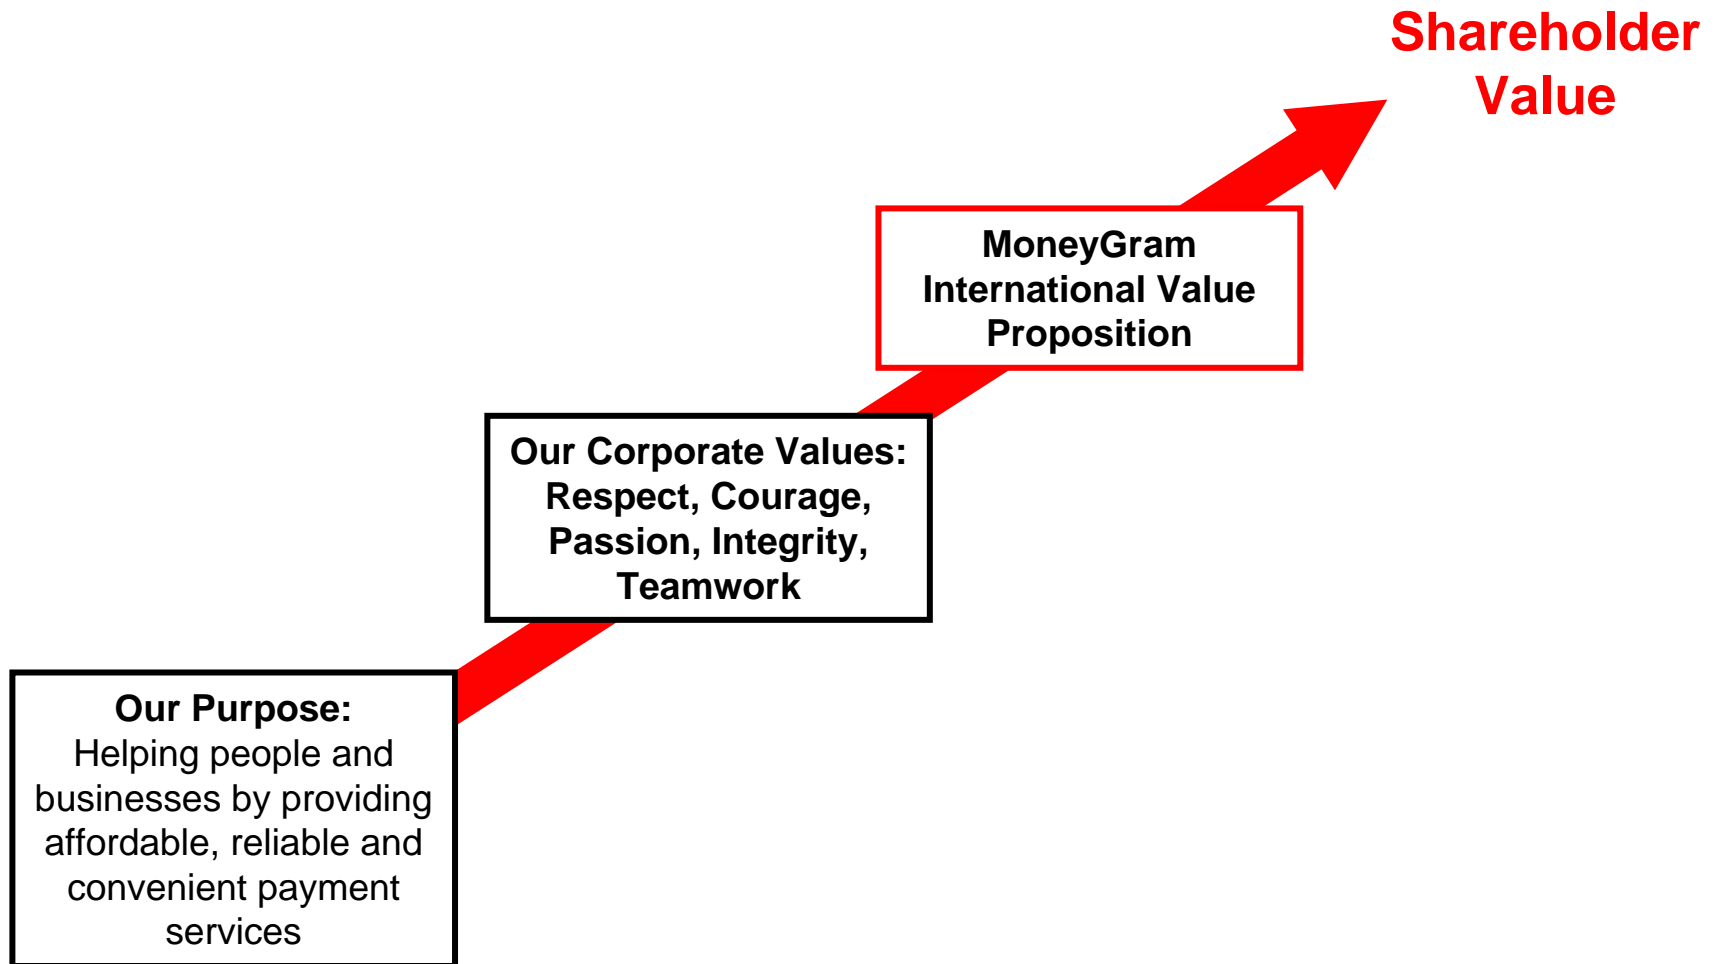 Shareholder
Value
MoneyGram
International Value
Proposition
Our Corporate Values:
Respect, Courage,
Passion, Integrity,
Teamwork
Our Purpose:
Helping people and
businesses by providing
affordable, reliable and
convenient payment
services